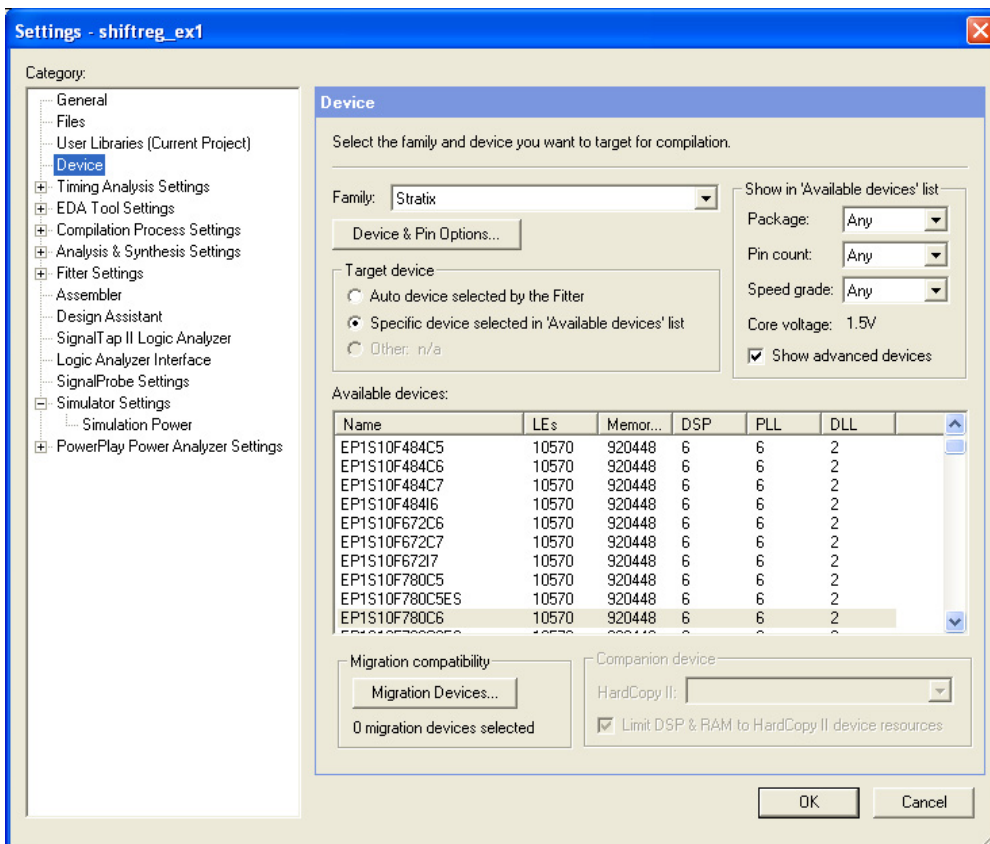 Settings - shiftreg_ex1
Category:
General
Files
User Libraries (Current Project)
Device
Timing Analysis Settings
EDA Tool Settings
Compilation Process Settings
Analysis & Synthesis Settings
Fitter Settings
Assembler
Design Assistant
SignalTap II Logic Analyzer
Logic Analyzer Interface
SignalProbe Settings
Simulator Settings
Simulation Power
PowerPlay Power Analyzer Settings
Device
Select the family and device you want to target for compilation.
Family: Stratix
Device & Pin Options...
Target device
Auto device selected by the Fitter
Specific device selected in 'Available devices' list
Other: n/a
Show in 'Available devices' list
Package: Any
Pin count: Any
Speed grade: Any
Core voltage: 1.5V
Show advanced devices
Available devices:
Name LEs Memor... DSP PLL DLL
EP1S10F484C5 10570 920448 6 6 2
EP1S10F484C6 10570 920448 6 6 2
EP1S10F484C7 10570 920448 6 6 2
EP1S10F484I6 10570 920448 6 6 2
EP1S10F672C6 10570 920448 6 6 2
EP1S10F672C7 10570 920448 6 6 2
EP1S10F672I7 10570 920448 6 6 2
EP1S10F780C5 10570 920448 6 6 2
EP1S10F780C5ES 10570 920448 6 6 2
EP1S10F780C6 10570 920448 6 6 2
Migration compatibility
Migration Devices...
0 migration devices selected
Companion device
HardCopy II:
Limit DSP & RAM to HardCopy II device resources
OK
Cancel